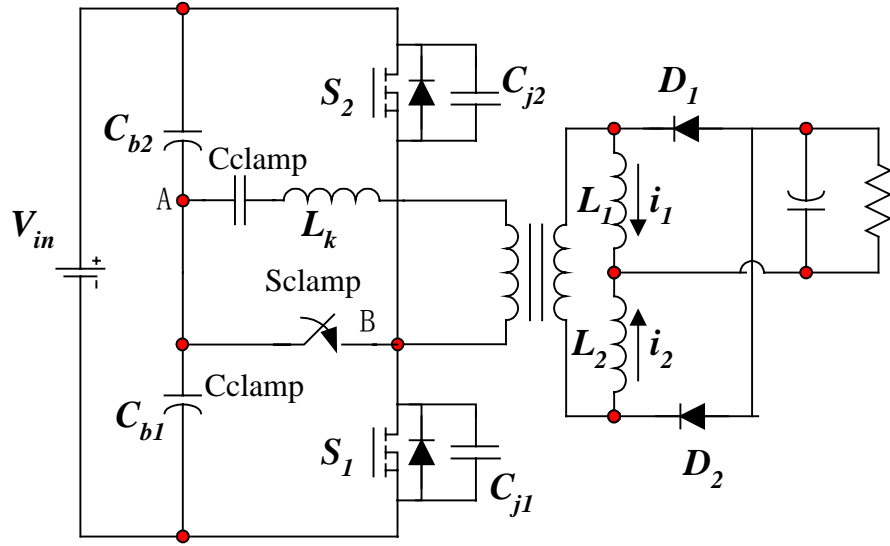 S2
Cj2
D1
Cb2
Cclamp
A
Vin
+
-
Lk
L1
i1
Sclamp
B
L2
i2
Cclamp
Cb1
S1
Cj1
D2